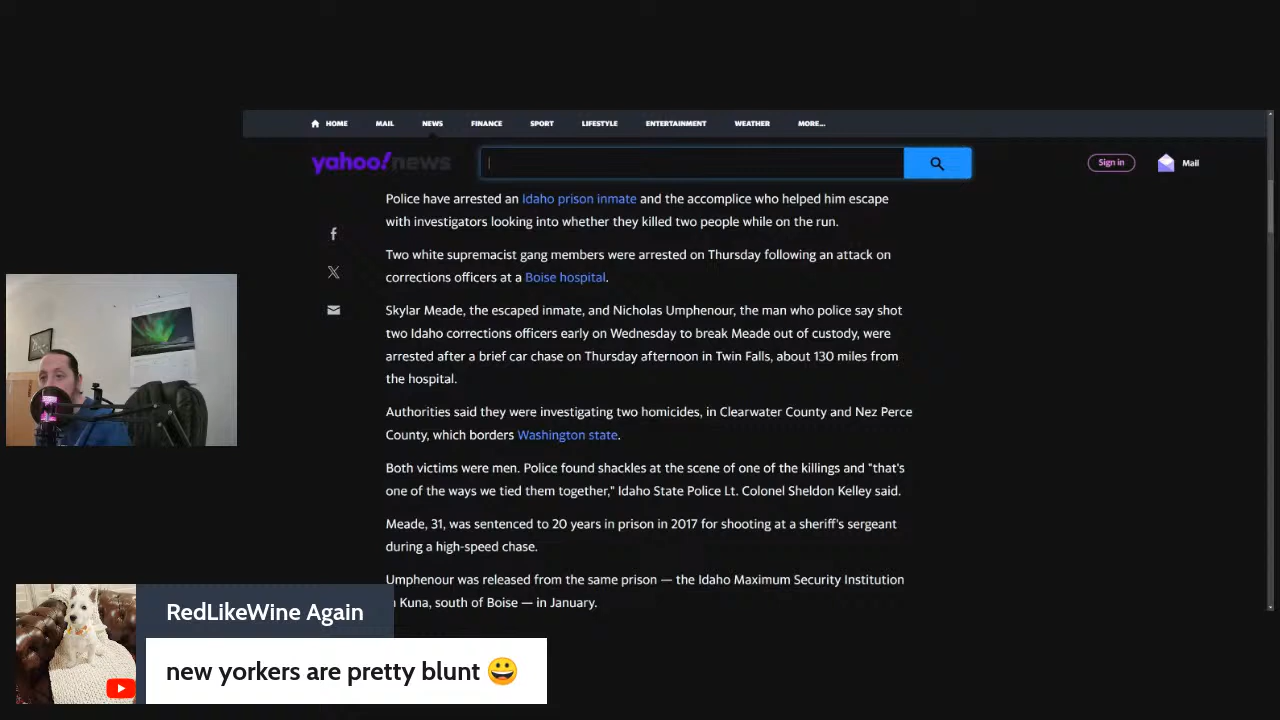 HOME MAIL NEWS FINANCE SPORT LIFESTYLE ENTERTAINMENT WEATHER MORE...
yahoo!news
Sign in Mail
Police have arrested an Idaho prison inmate and the accomplice who helped him escape
with investigators looking into whether they killed two people while on the run.
Two white supremacist gang members were arrested on Thursday following an attack on
corrections officers at a Boise hospital.
Skylar Meade, the escaped inmate, and Nicholas Umphenour, the man who police say shot
two Idaho corrections officers early on Wednesday to break Meade out of custody, were
arrested after a brief car chase on Thursday afternoon in Twin Falls, about 130 miles from
the hospital.
Authorities said they were investigating two homicides, in Clearwater County and Nez Perce
County, which borders Washington state.
Both victims were men. Police found shackles at the scene of one of the killings and "that's
one of the ways we tied them together," Idaho State Police Lt. Colonel Sheldon Kelley said.
Meade, 31, was sentenced to 20 years in prison in 2017 for shooting at a sheriff's sergeant
during a high-speed chase.
Umphenour was released from the same prison — the Idaho Maximum Security Institution
n Kuna, south of Boise — in January.
RedLikeWine Again
new yorkers are pretty blunt 😀